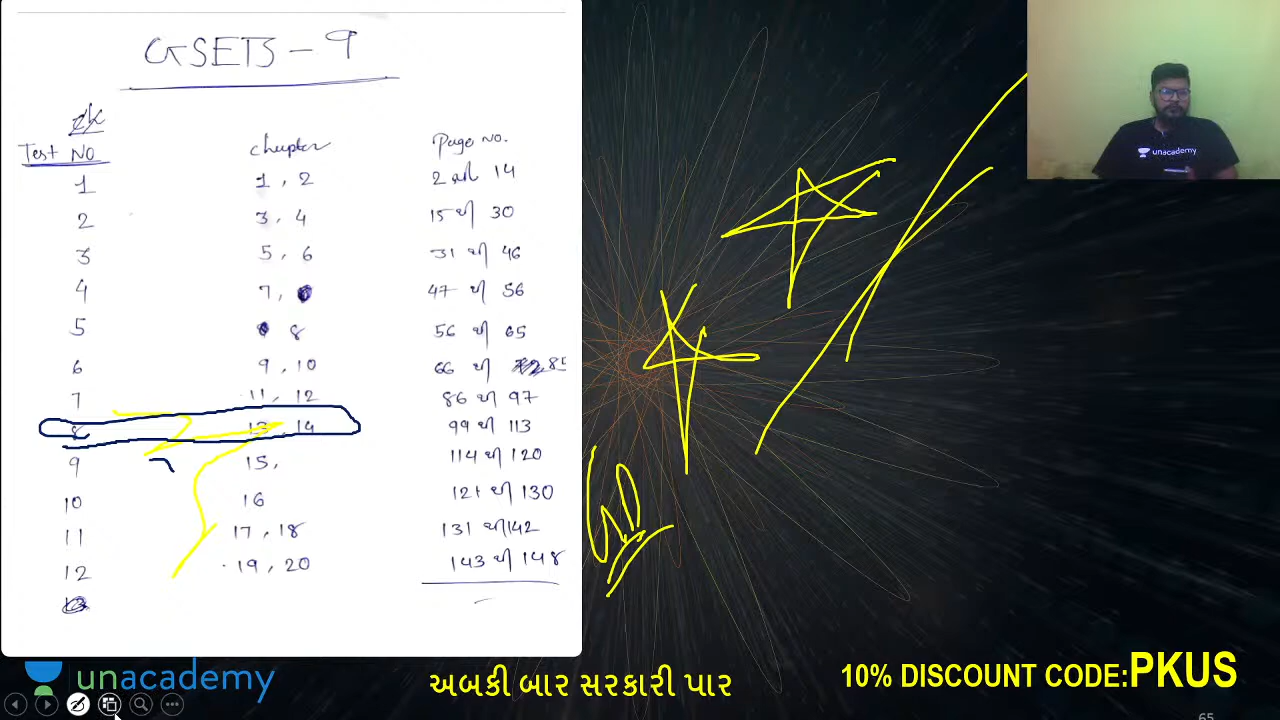 GSETB - 9
Test NO chapter Page no.
1 1, 2 2 થી 14
2 3, 4 15 થી 30
3 5, 6 31 થી 46
4 7, 47 થી 56
5 8 56 થી 65
6 9, 10 66 થી 85
7 11, 12 86 થી 97
8 13, 14 99 થી 113
9 15, 114 થી 120
10 16 121 થી 130
11 17, 18 131 થી 142
12 19, 20 143 થી 148
unacademy
unacademy
અબકી બાર સરકારી પાર
10% DISCOUNT CODE:PKUS
65